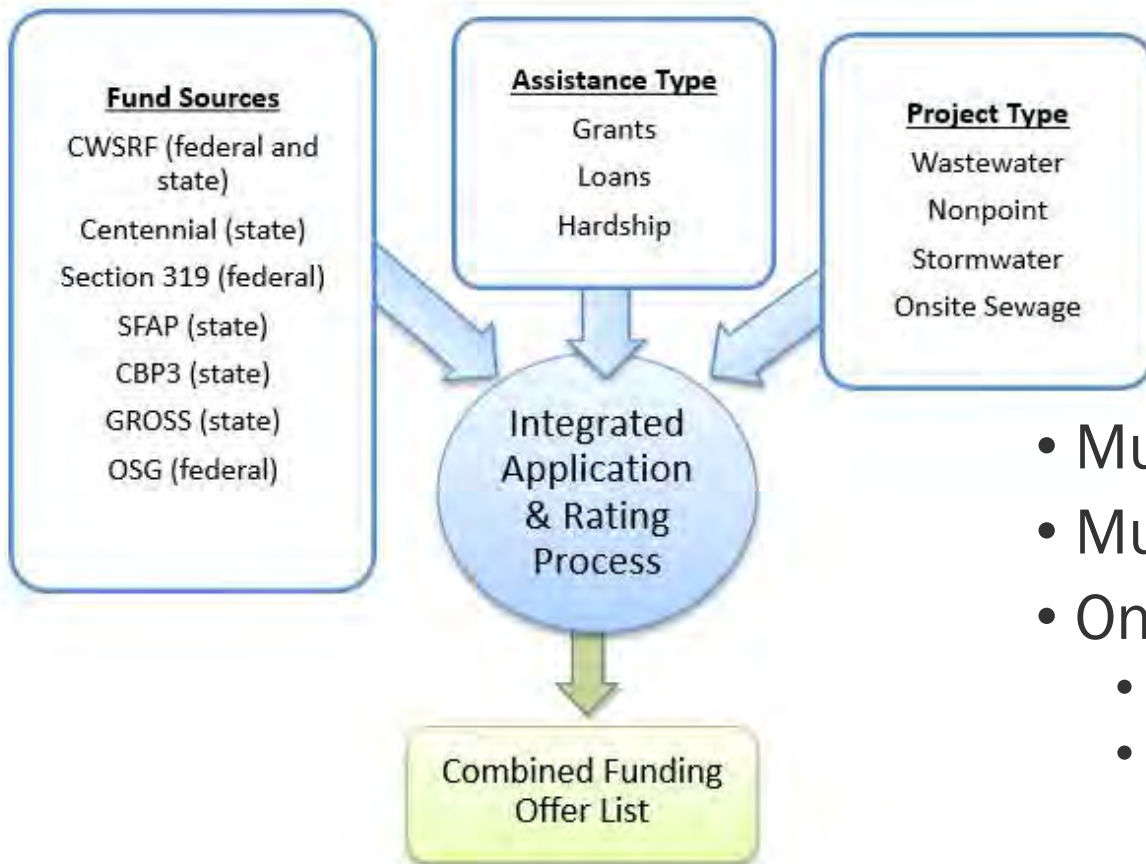 Fund Sources
CWSRF (federal and
state)
Centennial (state)
Section 319 (federal)
SFAP (state)
CBP3 (state)
GROSS (state)
OSG (federal)
Assistance Type
Grants
Loans
Hardship
Project Type
Wastewater
Nonpoint
Stormwater
Onsite Sewage
Integrated
Application
& Rating
Process
Combined Funding
Offer List